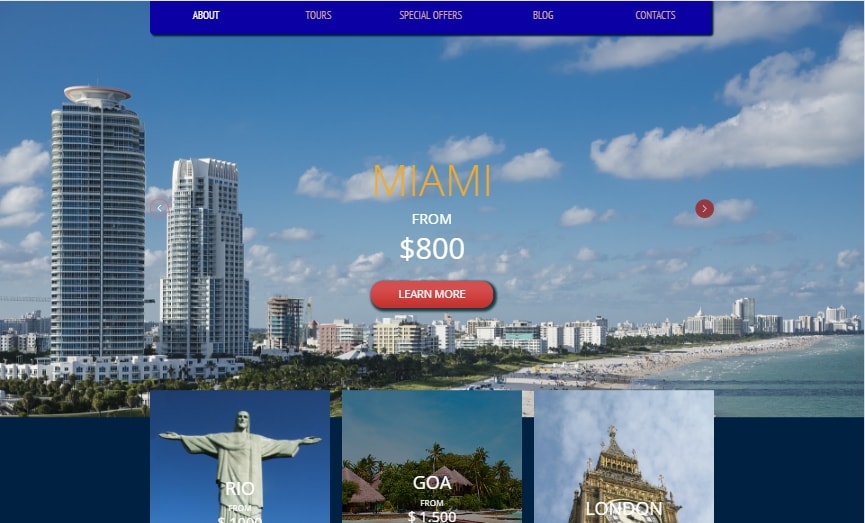 ABOUT TOURS SPECIAL OFFERS BLOG CONTACTS
MIAMI
FROM
$800
LEARN MORE
RIO
FROM
$ 1000
GOA
FROM
$ 1,500
LONDON